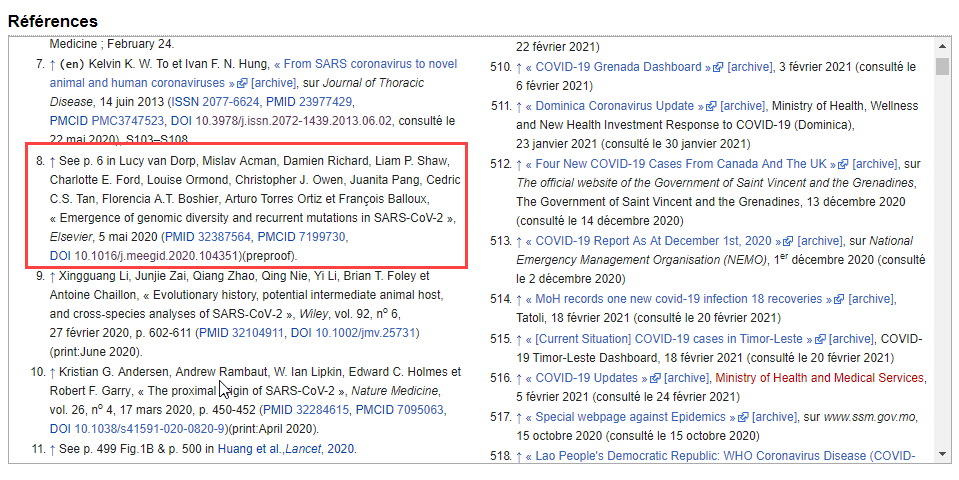 Références
Medicine ; February 24.
7. ↑ (en) Kelvin K. W. To et Ivan F. N. Hung, « From SARS coronavirus to novel
animal and human coronaviruses » [archive], sur Journal of Thoracic
Disease, 14 juin 2013 (ISSN 2077-6624, PMID 23977429,
PMCID PMC3747523, DOI 10.3978/j.issn.2072-1439.2013.06.02, consulté le
22 mai 2020), S103–S108
8. ↑ See p. 6 in Lucy van Dorp, Mislav Acman, Damien Richard, Liam P. Shaw,
Charlotte E. Ford, Louise Ormond, Christopher J. Owen, Juanita Pang, Cedric
C.S. Tan, Florencia A.T. Boshier, Arturo Torres Ortiz et François Balloux,
« Emergence of genomic diversity and recurrent mutations in SARS-CoV-2 »,
Elsevier, 5 mai 2020 (PMID 32387564, PMCID 7199730,
DOI 10.1016/j.meegid.2020.104351)(preproof).
9. ↑ Xingguang Li, Junjie Zai, Qiang Zhao, Qing Nie, Yi Li, Brian T. Foley et
Antoine Chaillon, « Evolutionary history, potential intermediate animal host,
and cross-species analyses of SARS-CoV-2 », Wiley, vol. 92, nº 6,
27 février 2020, p. 602-611 (PMID 32104911, DOI 10.1002/jmv.25731)
(print:June 2020).
10. ↑ Kristian G. Andersen, Andrew Rambaut, W. Ian Lipkin, Edward C. Holmes et
Robert F. Garry, « The proximal origin of SARS-CoV-2 », Nature Medicine,
vol. 26, nº 4, 17 mars 2020, p. 450-452 (PMID 32284615, PMCID 7095063,
DOI 10.1038/s41591-020-0820-9)(print:April 2020).
11. ↑ See p. 499 Fig.1B & p. 500 in Huang et al.,Lancet, 2020.
22 février 2021)
510. ↑ « COVID-19 Grenada Dashboard » [archive], 3 février 2021 (consulté le
6 février 2021)
511. ↑ « Dominica Coronavirus Update » [archive], Ministry of Health, Wellness
and New Health Investment Response to COVID-19 (Dominica),
23 janvier 2021 (consulté le 30 janvier 2021)
512. ↑ « Four New COVID-19 Cases From Canada And The UK » [archive], sur
The official website of the Government of Saint Vincent and the Grenadines,
The Government of Saint Vincent and the Grenadines, 13 décembre 2020
(consulté le 14 décembre 2020)
513. ↑ « COVID-19 Report As At December 1st, 2020 » [archive], sur National
Emergency Management Organisation (NEMO), 1er décembre 2020 (consulté
le 2 décembre 2020)
514. ↑ « MoH records one new covid-19 infection 18 recoveries » [archive],
Tatoli, 18 février 2021 (consulté le 20 février 2021)
515. ↑ « [Current Situation] COVID-19 cases in Timor-Leste » [archive], COVID-
19 Timor-Leste Dashboard, 18 février 2021 (consulté le 20 février 2021)
516. ↑ « COVID-19 Updates » [archive], Ministry of Health and Medical Services,
5 février 2021 (consulté le 24 février 2021)
517. ↑ « Special webpage against Epidemics » [archive], sur www.ssm.gov.mo,
15 octobre 2020 (consulté le 15 octobre 2020)
518. ↑ « Lao People's Democratic Republic: WHO Coronavirus Disease (COVID-